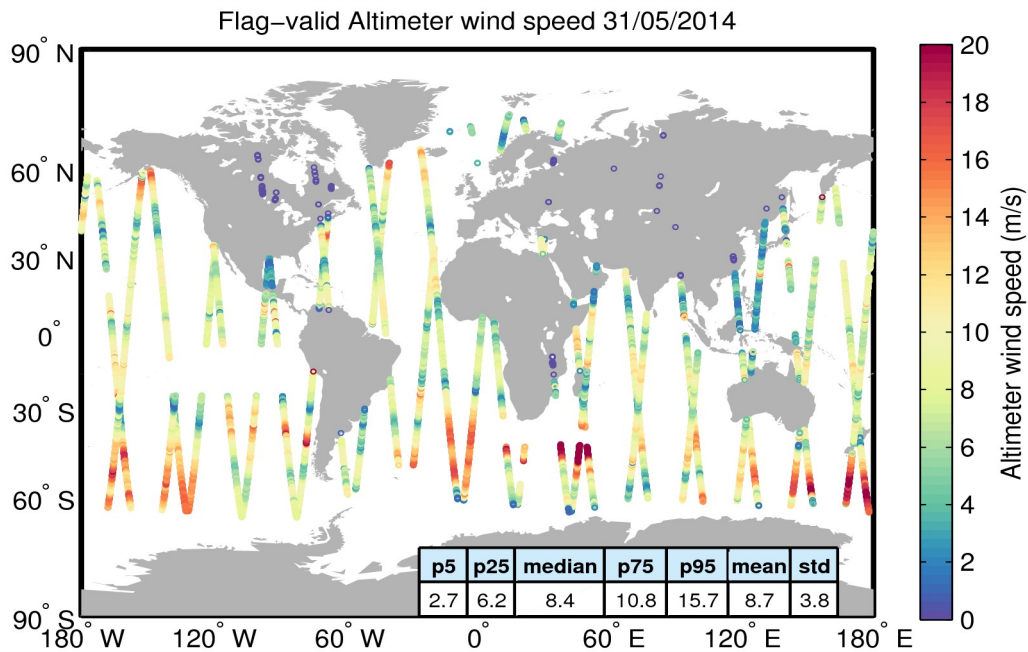 Flag-valid Altimeter wind speed 31/05/2014
90° N
60° N
30° N
0°
30° S
60° S
90° S
180° W
120° W
60° W
0°
60° E
120° E
180° E
p5 p25 median p75 p95 mean std
2.7 6.2 8.4 10.8 15.7 8.7 3.8
20
18
16
14
12
10
8
6
4
2
0
Altimeter wind speed (m/s)